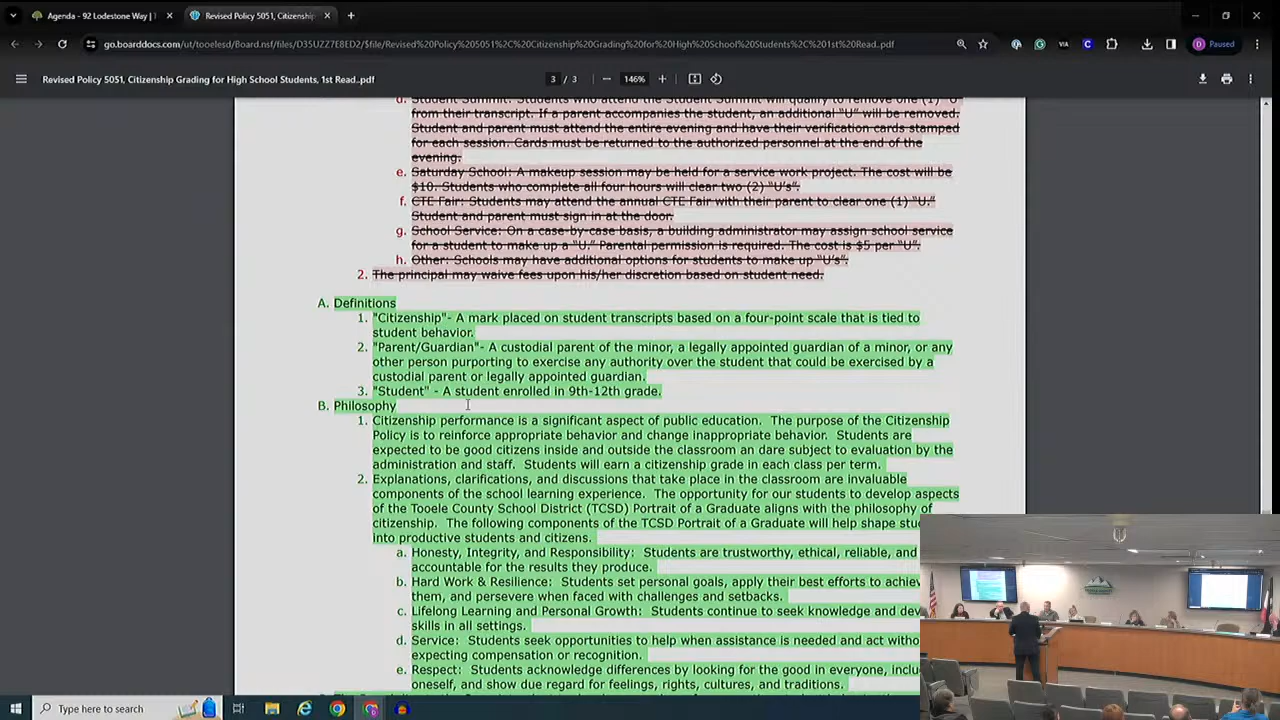 Agenda - 92 Lodestone Way |
Revised Policy 5051, Citizenship
go.boarddocs.com/ut/tooelesd/Board.nsf/files/D35UZZ7E8ED2/$file/Revised%20Policy%205051%2C%20Citizenship%20Grading%20for%20High%20School%20Students%2C%201st%20Read..pdf
VIA
D Paused
Revised Policy 5051, Citizenship Grading for High School Students, 1st Read..pdf
3 / 3
146%
d. Student Summit: Students who attend the Student Summit will qualify to remove one (1) "U"
from their transcript. If a parent accompanies the student, an additional "U" will be removed.
Student and parent must attend the entire evening and have their verification cards stamped
for each session. Cards must be returned to the authorized personnel at the end of the
evening.
e. Saturday School: A makeup session may be held for a service work project. The cost will be
$10. Students who complete all four hours will clear two (2) "U's".
f. CTE Fair: Students may attend the annual CTE Fair with their parent to clear one (1) "U."
Student and parent must sign in at the door.
g. School Service: On a case-by-case basis, a building administrator may assign school service
for a student to make up a "U." Parental permission is required. The cost is $5 per "U".
h. Other: Schools may have additional options for students to make up "U's".
2. The principal may waive fees upon his/her discretion based on student need.
A. Definitions
1. "Citizenship"- A mark placed on student transcripts based on a four-point scale that is tied to
student behavior.
2. "Parent/Guardian"- A custodial parent of the minor, a legally appointed guardian of a minor, or any
other person purporting to exercise any authority over the student that could be exercised by a
custodial parent or legally appointed guardian.
3. "Student" - A student enrolled in 9th-12th grade.
B. Philosophy
1. Citizenship performance is a significant aspect of public education. The purpose of the Citizenship
Policy is to reinforce appropriate behavior and change inappropriate behavior. Students are
expected to be good citizens inside and outside the classroom an dare subject to evaluation by the
administration and staff. Students will earn a citizenship grade in each class per term.
2. Explanations, clarifications, and discussions that take place in the classroom are invaluable
components of the school learning experience. The opportunity for our students to develop aspects
of the Tooele County School District (TCSD) Portrait of a Graduate aligns with the philosophy of
citizenship. The following components of the TCSD Portrait of a Graduate will help shape stu
into productive students and citizens.
a. Honesty, Integrity, and Responsibility: Students are trustworthy, ethical, reliable, and
accountable for the results they produce.
b. Hard Work & Resilience: Students set personal goals, apply their best efforts to achiev
them, and persevere when faced with challenges and setbacks.
c. Lifelong Learning and Personal Growth: Students continue to seek knowledge and dev
skills in all settings.
d. Service: Students seek opportunities to help when assistance is needed and act witho
expecting compensation or recognition.
e. Respect: Students acknowledge differences by looking for the good in everyone, inclu
oneself, and show due regard for feelings, rights, cultures, and traditions.
Type here to search